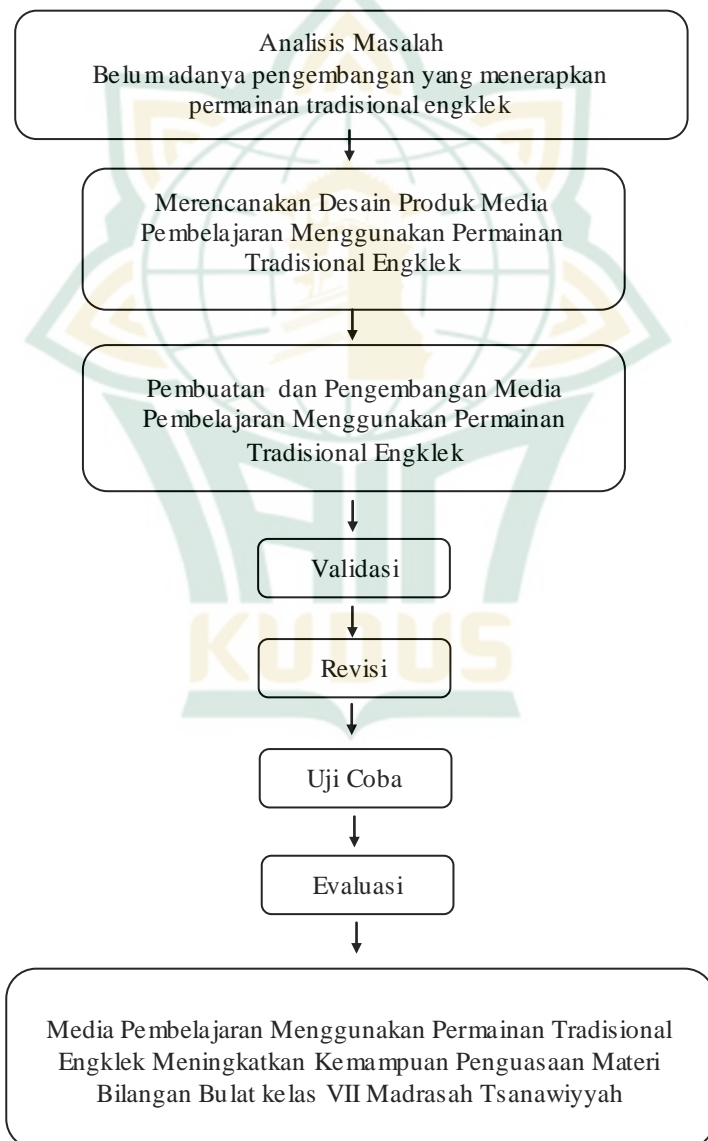 Analisis Masalah
Belum adanya pengembangan yang menerapkan
permainan tradisional engklek
Merencanakan Desain Produk Media
Pembelajaran Menggunakan Permainan
Tradisional Engklek
Pembuatan dan Pengembangan Media
Pembelajaran Menggunakan Permainan
Tradisional Engklek
Validasi
KUDUS
Revisi
Uji Coba
Evaluasi
Media Pembelajaran Menggunakan Permainan Tradisional
Engklek Meningkatkan Kemampuan Penguasaan Materi
Bilangan Bulat kelas VII Madrasah Tsanawiyyah